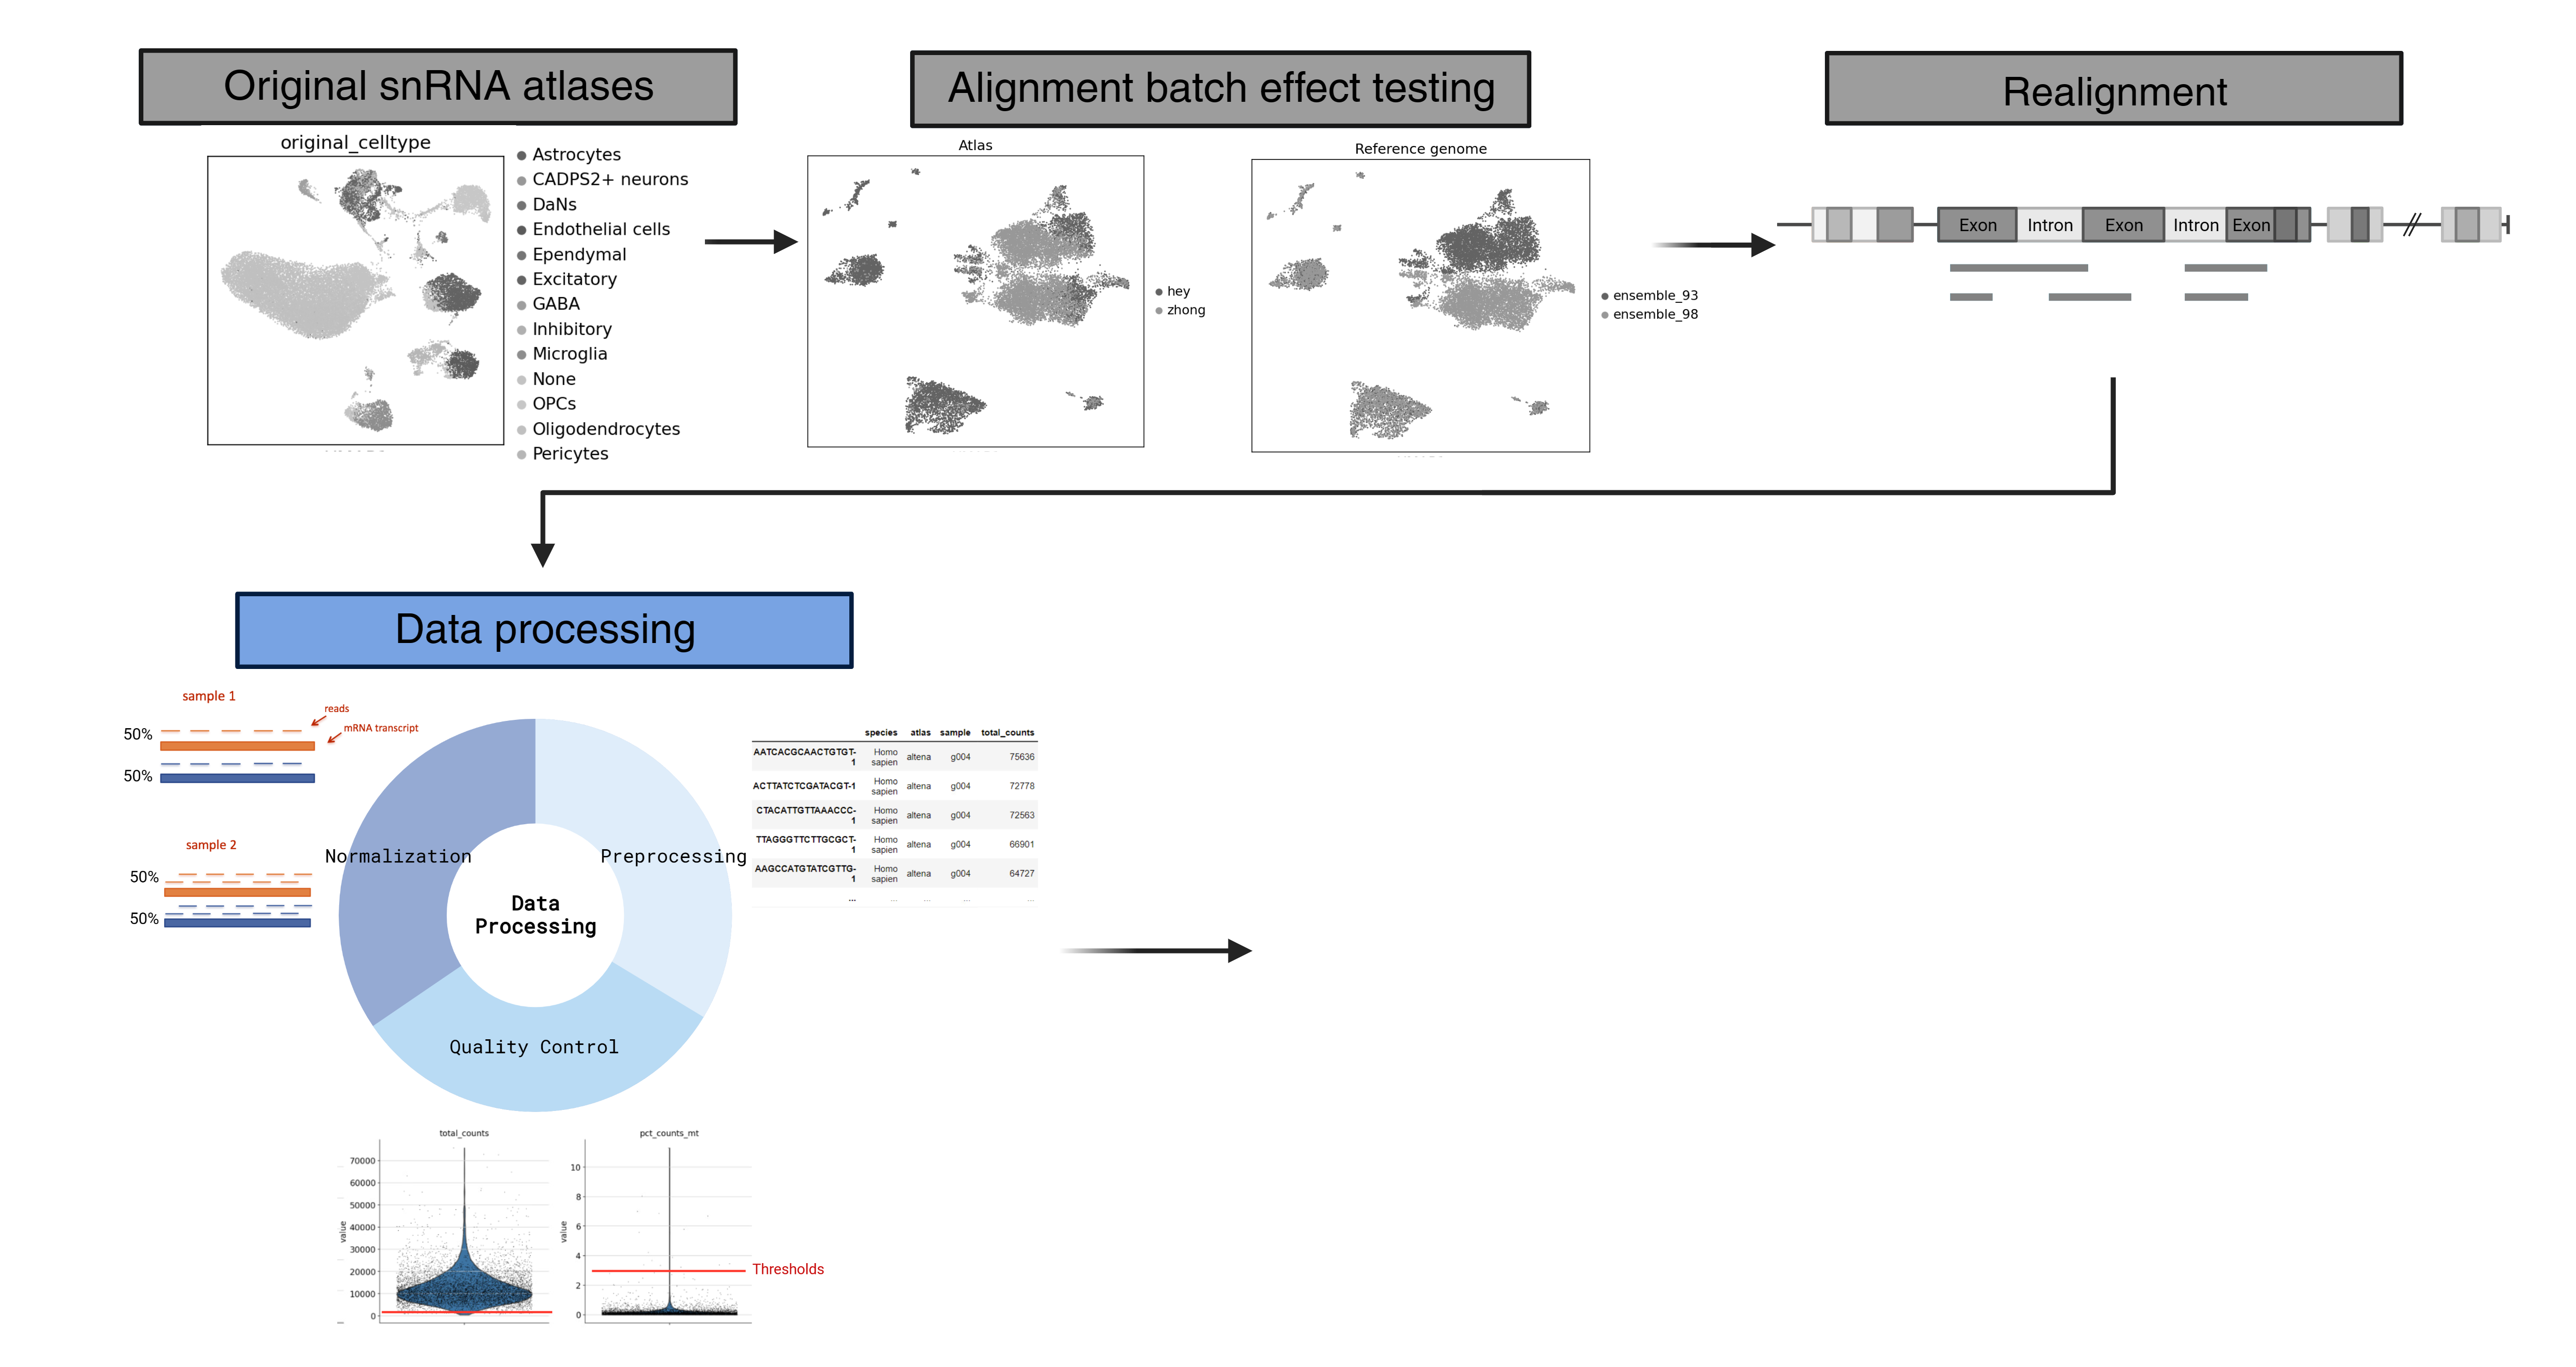 Original snRNA atlases
Alignment batch effect testing
Realignment
original_celltype
Astrocytes
CADPS2+ neurons
DaNs
Endothelial cells
Ependymal
Excitatory
GABA
Inhibitory
Microglia
None
OPCs
Oligodendrocytes
Pericytes
Atlas
hey
zhong
Reference genome
ensemble_93
ensemble_98
Exon Intron Exon Intron Exon
Data processing
sample 1
reads
mRNA transcript
50%
50%
sample 2
50%
50%
Normalization
Preprocessing
Data
Processing
Quality Control
species atlas sample total_counts
AATCACGCAACTGTGT-
1 Homo
sapien altena g004 75636
ACTTATCTCGATACGT-1 Homo
sapien altena g004 72778
CTACATTGTTAAACCC-
1 Homo
sapien altena g004 72563
TTAGGGTTCTTGCGCT-
1 Homo
sapien altena g004 66901
AAGCCATGTATCGTTG-
1 Homo
sapien altena g004 64727
... ... ... ... ...
total_counts
value
70000
60000
50000
40000
30000
20000
10000
0
pct_counts_mt
value
10
8
6
4
2
0
Thresholds